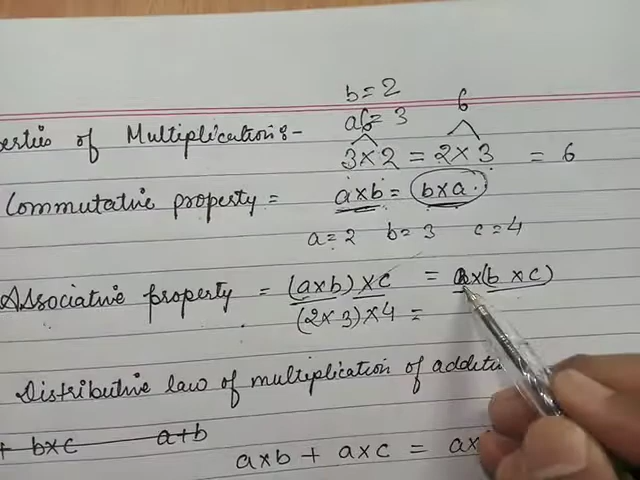 b = 2
6
a = 3
erties of Multiplication:-
3 × 2 = 2 × 3 = 6
Commutative property = a×b = b×a.
a = 2 b = 3 c = 4
Associative property = (a×b) × c = a×(b × c)
(2 × 3) × 4 =
Distributive law of multiplication of additi
+ b×c a+b
a×b + a×c = a×